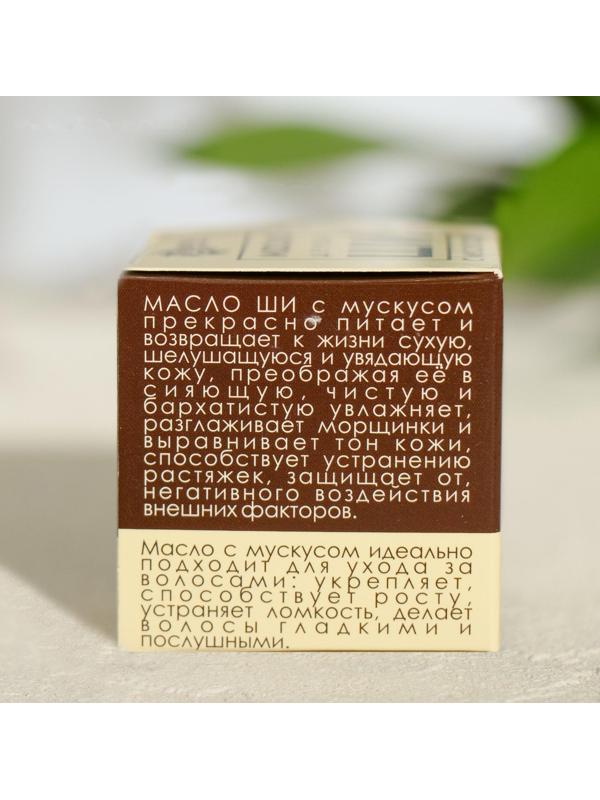 МАСЛО ШИ с мускусом
прекрасно питает и
возвращает к жизни сухую,
шелушащуюся и увядающую
кожу, преображая её в
сияющую, чистую и
бархатистую увлажняет,
разглаживает морщинки и
выравнивает тон кожи,
способствует устранению
растяжек, защищает от,
негативного воздействия
внешних факторов.
Масло с мускусом идеально
подходит для ухода за
волосами: укрепляет,
способствует росту,
устраняет ломкость, делает
волосы гладкими и
послушными.